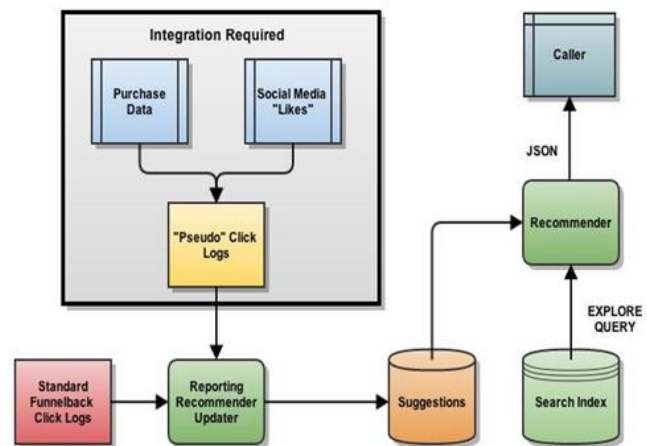 Integration Required
Purchase
Data
Social Media
"Likes"
"Pseudo" Click
Logs
Caller
JSON
Recommender
EXPLORE
QUERY
Standard
Funnelback
Click Logs
Reporting
Recommender
Updater
Suggestions
Search Index